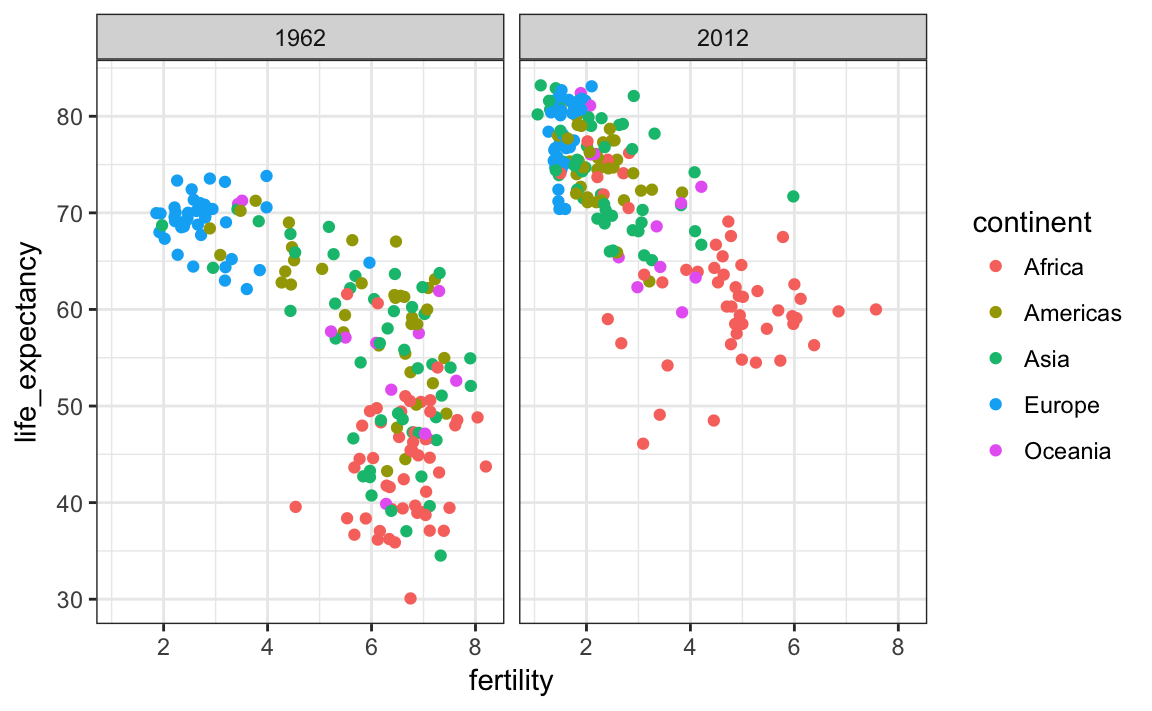 1962
2012
80
70
60
50
40
30
life_expectancy
2 4 6 8
2 4 6 8
fertility
continent
Africa
Americas
Asia
Europe
Oceania